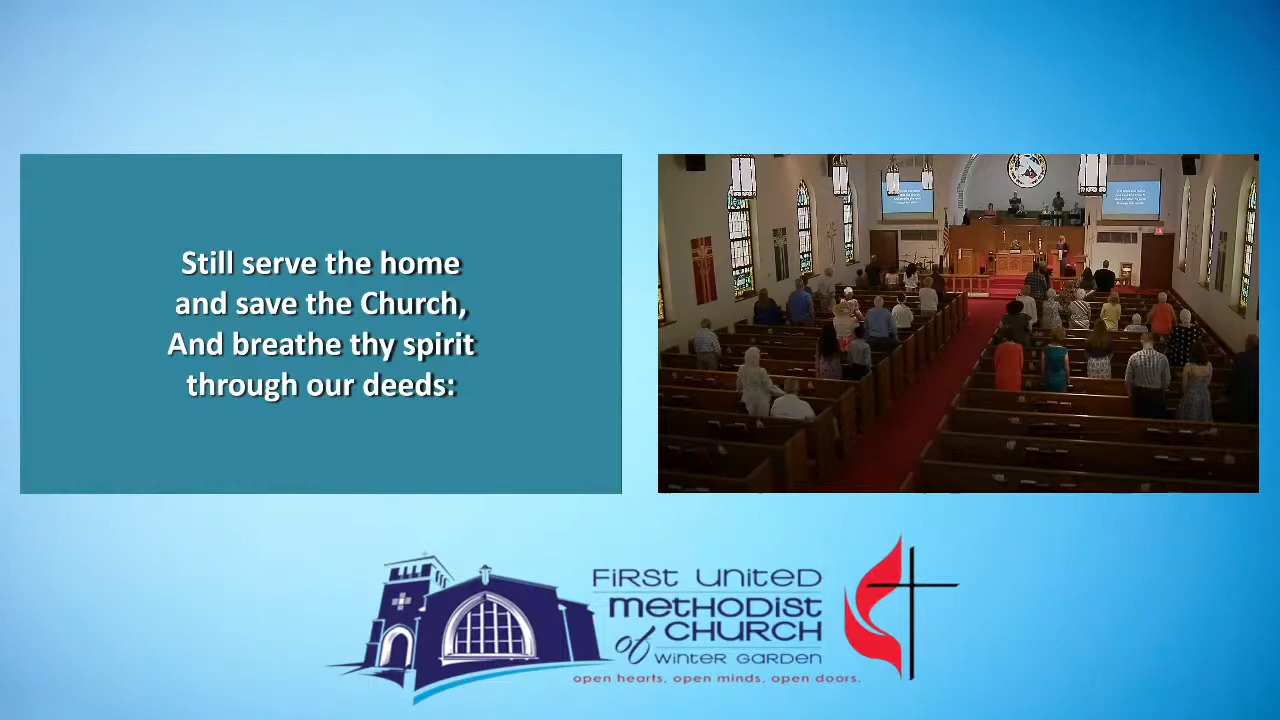 Still serve the home
and save the Church,
And breathe thy spirit
through our deeds:
FiRST UNiTED
METHODiST
of CHURCH
WiNTER GARDEN
open hearts, open minds, open doors.